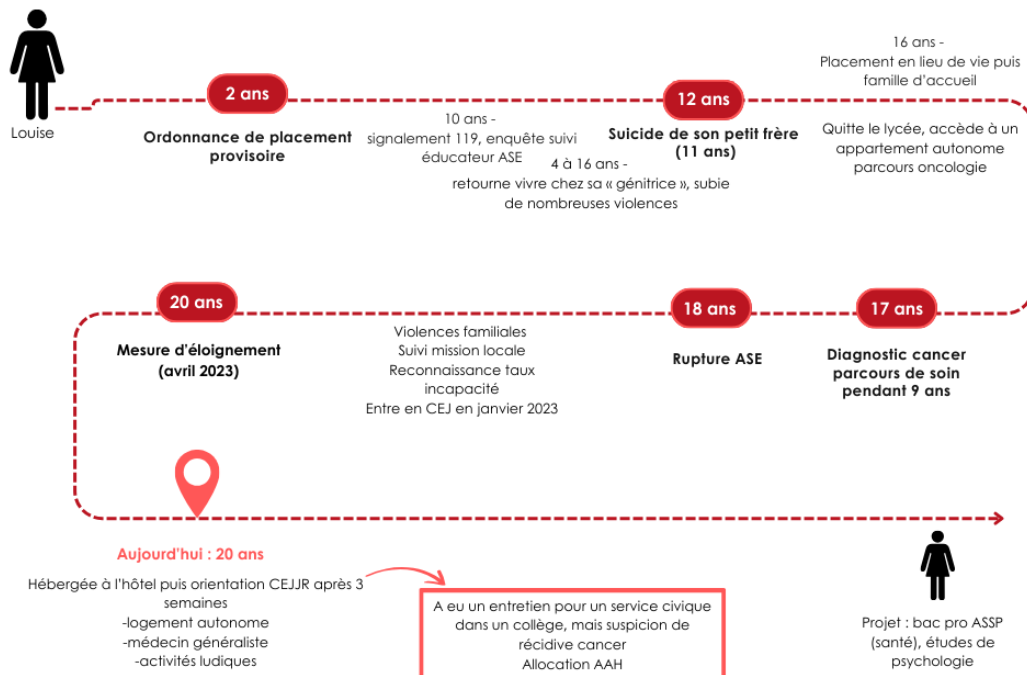 Louise
2 ans
Ordonnance de placement
provisoire
10 ans -
signalement 119, enquête suivi
éducateur ASE
4 à 16 ans -
retourne vivre chez sa « génitrice », subie
de nombreuses violences
12 ans
Suicide de son petit frère
(11 ans)
16 ans -
Placement en lieu de vie puis
famille d'accueil
Quitte le lycée, accède à un
appartement autonome
parcours oncologie
17 ans
Diagnostic cancer
parcours de soin
pendant 9 ans
18 ans
Rupture ASE
Violences familiales
Suivi mission locale
Reconnaissance taux
incapacité
Entre en CEJ en janvier 2023
20 ans
Mesure d'éloignement
(avril 2023)
Aujourd'hui : 20 ans
Hébergée à l'hôtel puis orientation CEJJR après 3
semaines
-logement autonome
-médecin généraliste
-activités ludiques
A eu un entretien pour un service civique
dans un collège, mais suspicion de
récidive cancer
Allocation AAH
Projet : bac pro ASSP
(santé), études de
psychologie